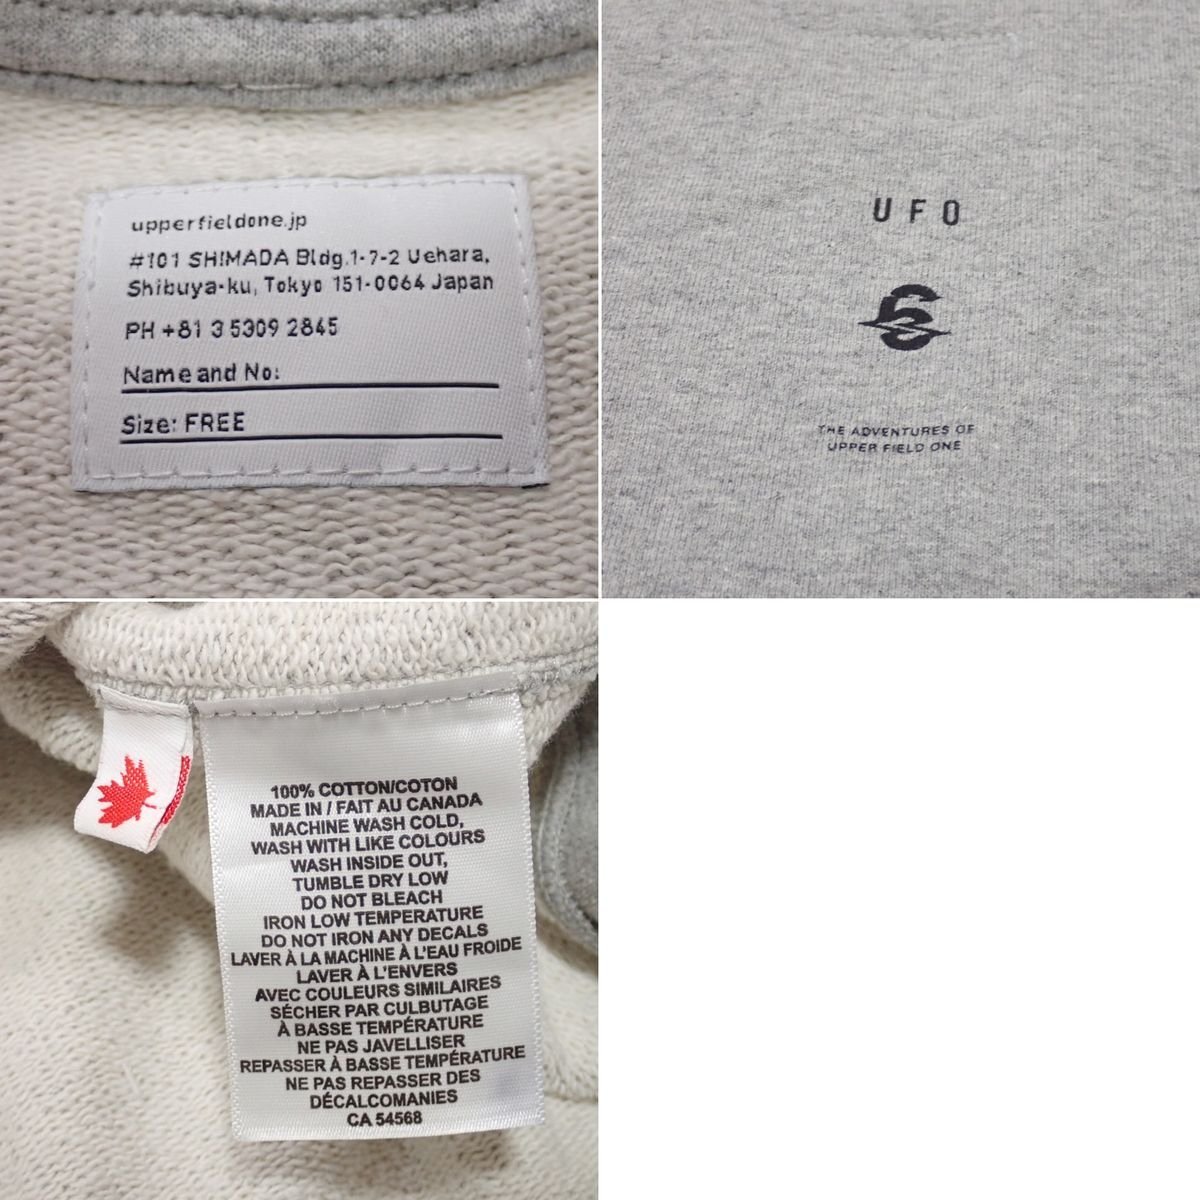 upperfieldone.jp
#101 SHIMADA Bldg.1-7-2 Uehara,
Shibuya-ku, Tokyo 151-0064 Japan
PH +81 3 5309 2845
Name and No:
Size: FREE
UFO
THE ADVENTURES OF
UPPER FIELD ONE
100% COTTON/COTON
MADE IN / FAIT AU CANADA
MACHINE WASH COLD,
WASH WITH LIKE COLOURS
WASH INSIDE OUT,
TUMBLE DRY LOW
DO NOT BLEACH
IRON LOW TEMPERATURE
DO NOT IRON ANY DECALS
LAVER À LA MACHINE À L'EAU FROIDE
LAVER À L'ENVERS
AVEC COULEURS SIMILAIRES
SÉCHER PAR CULBUTAGE
À BASSE TEMPÉRATURE
NE PAS JAVELLISER
REPASSER À BASSE TEMPÉRATURE
NE PAS REPASSER DES
DÉCALCOMANIES
CA 54568